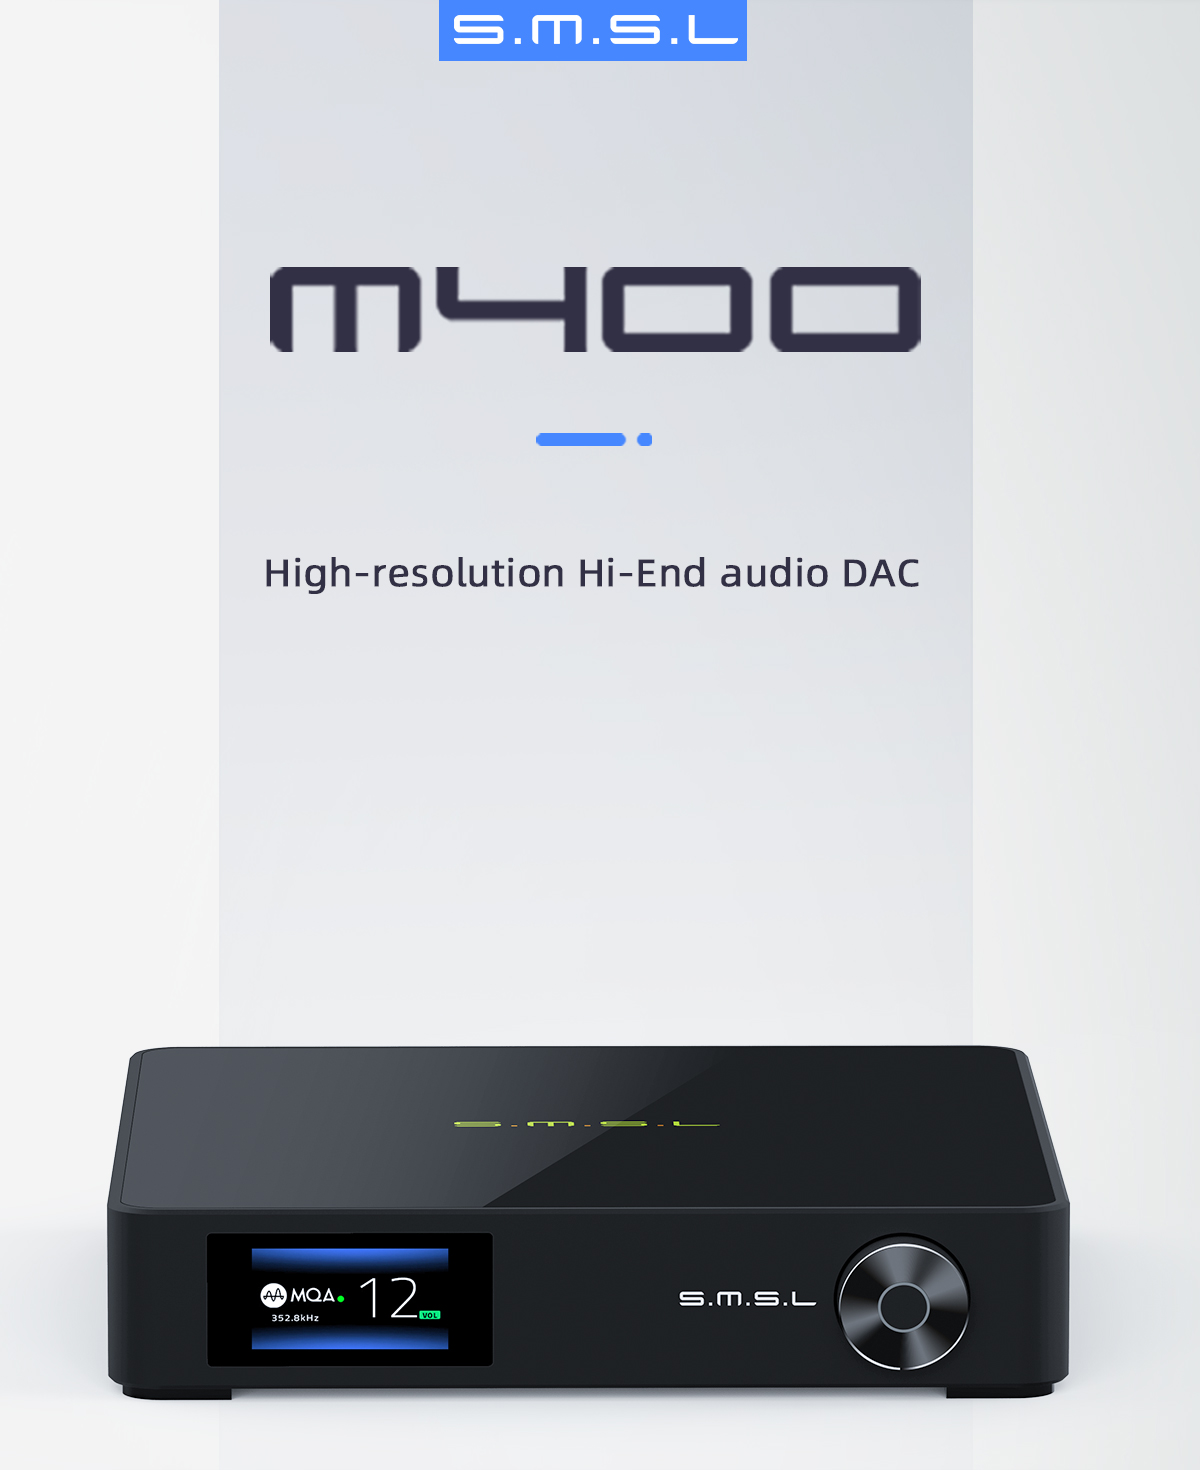 S.M.S.L
M400
High-resolution Hi-End audio DAC
S.M.S.L
MQA
352.8kHz
12
VOL
S.M.S.L